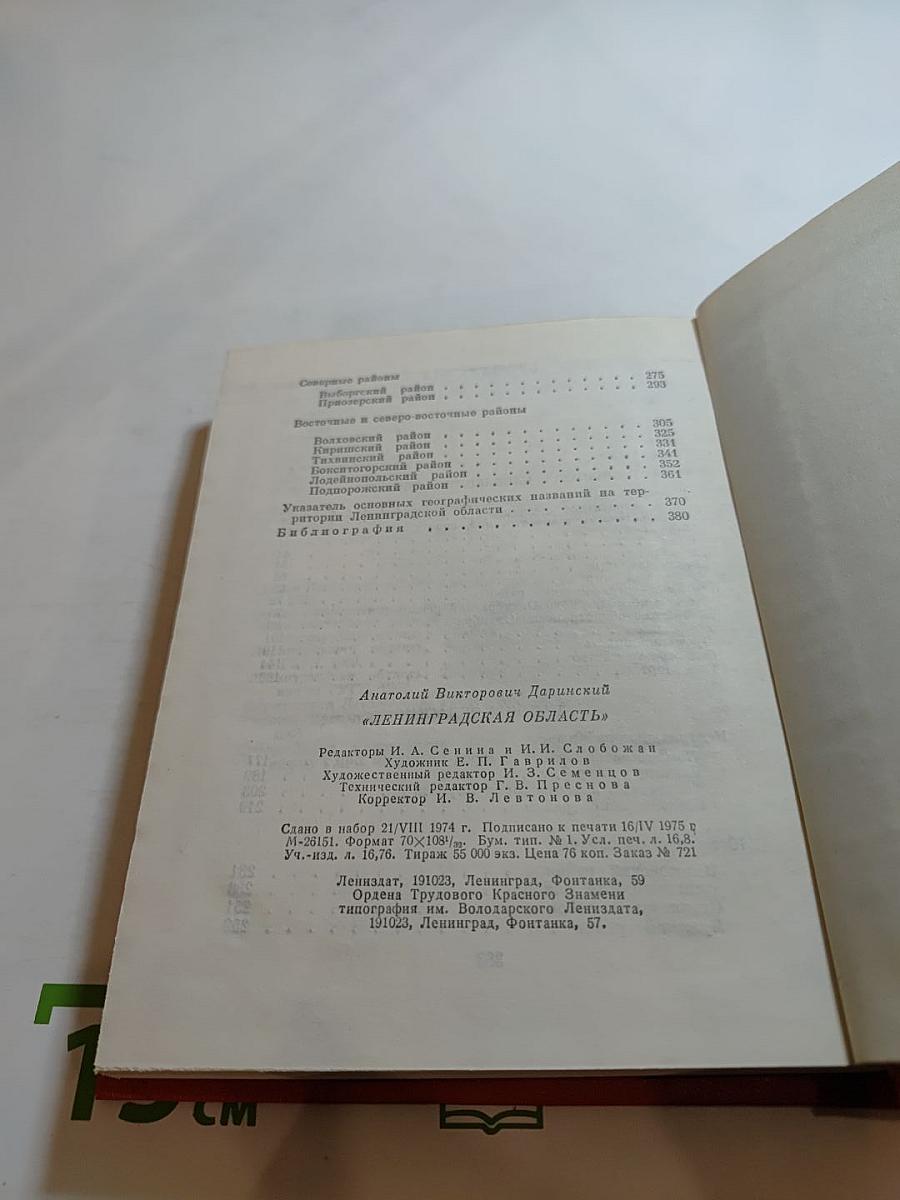 Северные районы
Выборгский район . . . . . . . . . . . . 275
Приозерский район . . . . . . . . . . . . 293
Восточные и северо-восточные районы
Волховский район . . . . . . . . . . . . 305
Киришский район . . . . . . . . . . . . 325
Тихвинский район . . . . . . . . . . . . 331
Бокситогорский район . . . . . . . . . . . . 341
Лодейнопольский район . . . . . . . . . . . . 352
Подпорожский район . . . . . . . . . . . . 361
Указатель основных географических названий на тер-
ритории Ленинградской области . . . . . . . . 370
Библиография . . . . . . . . . . . . 380
Анатолий Викторович Даринский
«ЛЕНИНГРАДСКАЯ ОБЛАСТЬ»
Редакторы И. А. Сенина и И. И. Слобожан
Художник Е. П. Гаврилов
Художественный редактор И. З. Семенцов
Технический редактор Г. В. Преснова
Корректор И. В. Левтонова
Сдано в набор 21/VIII 1974 г. Подписано к печати 16/IV 1975 г.
М-26151. Формат 70×108¹/₃₂. Бум. тип. № 1. Усл. печ. л. 16,8.
Уч.-изд. л. 16,76. Тираж 55 000 экз. Цена 76 коп. Заказ № 721
Лениздат, 191023, Ленинград, Фонтанка, 59
Ордена Трудового Красного Знамени
типография им. Володарского Лениздата,
191023, Ленинград, Фонтанка, 57.
см